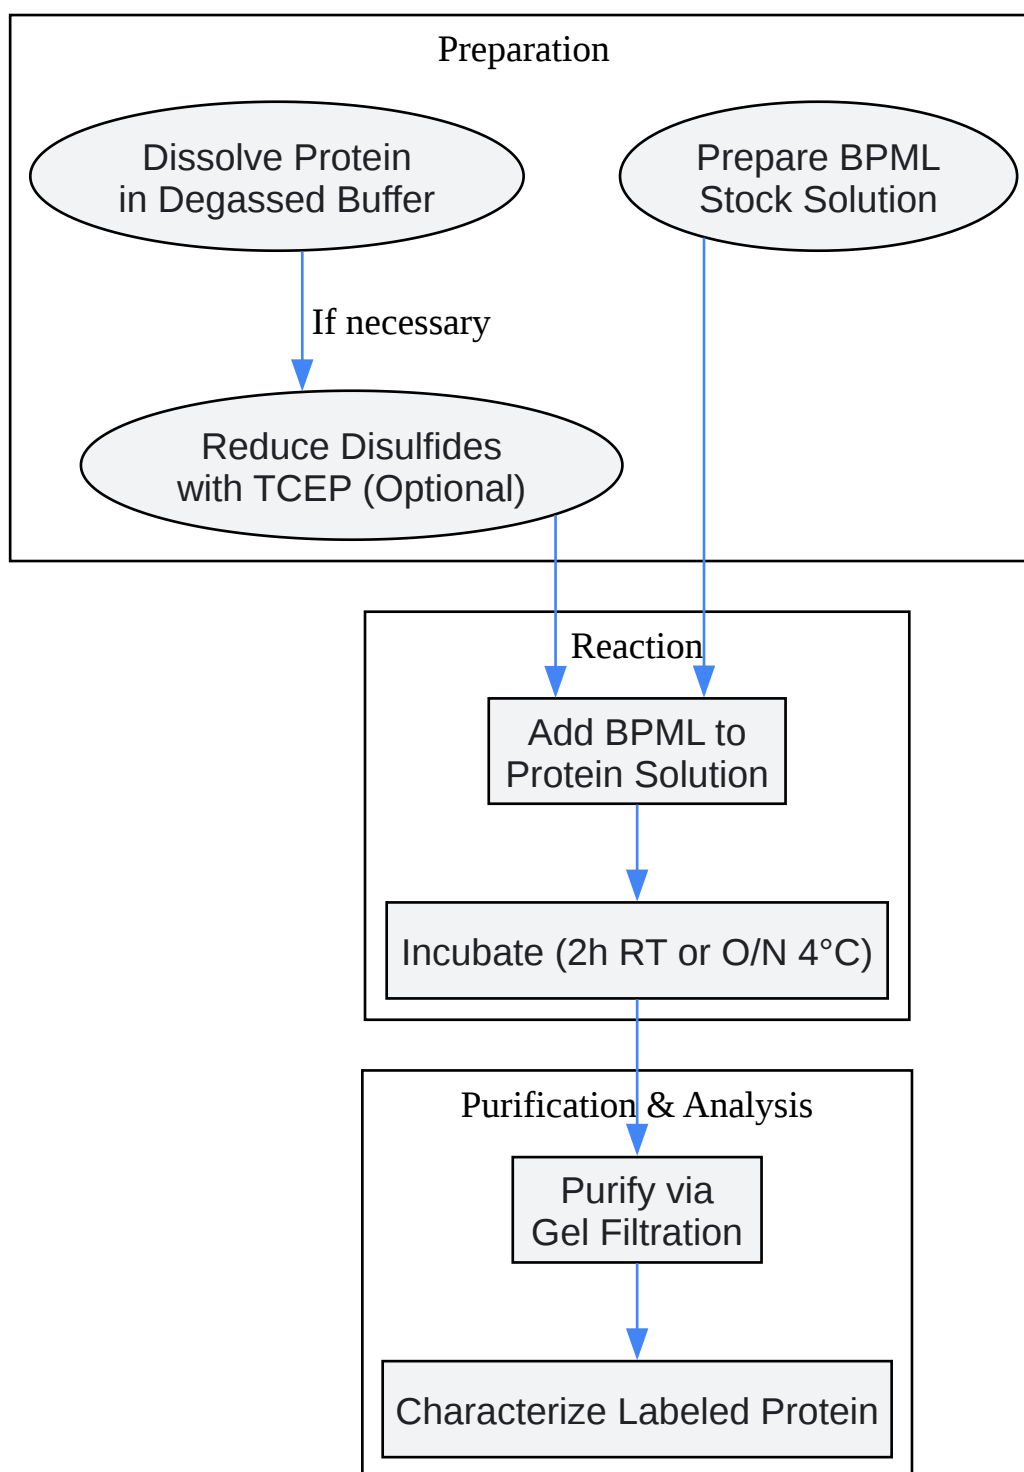 Preparation
Dissolve Protein
in Degassed Buffer
Prepare BPML
Stock Solution
If necessary
Reduce Disulfides
with TCEP (Optional)
Reaction
Add BPML to
Protein Solution
Incubate (2h RT or O/N 4°C)
Purification & Analysis
Purify via
Gel Filtration
Characterize Labeled Protein